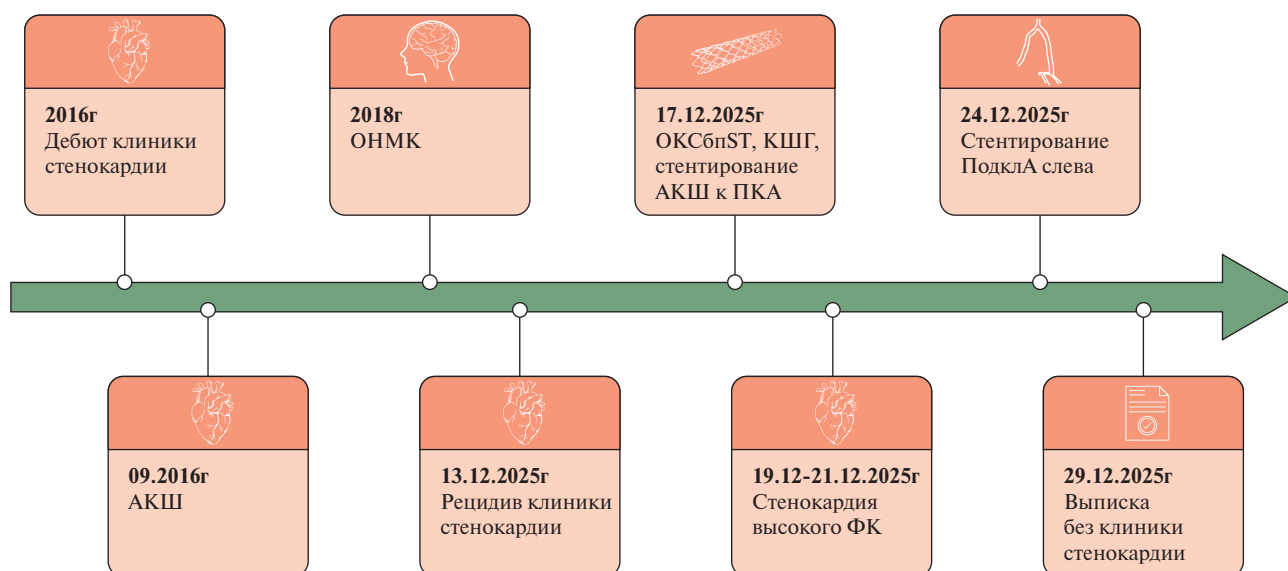 2016г
Дебют клиники
стенокардии
2018г
ОНМК
17.12.2025г
ОКСбпST, КШГ,
стентирование
АКШ к ПКА
24.12.2025г
Стентирование
ПодклА слева
09.2016г
АКШ
13.12.2025г
Рецидив клиники
стенокардии
19.12-21.12.2025г
Стенокардия
высокого ФК
29.12.2025г
Выписка
без клиники
стенокардии